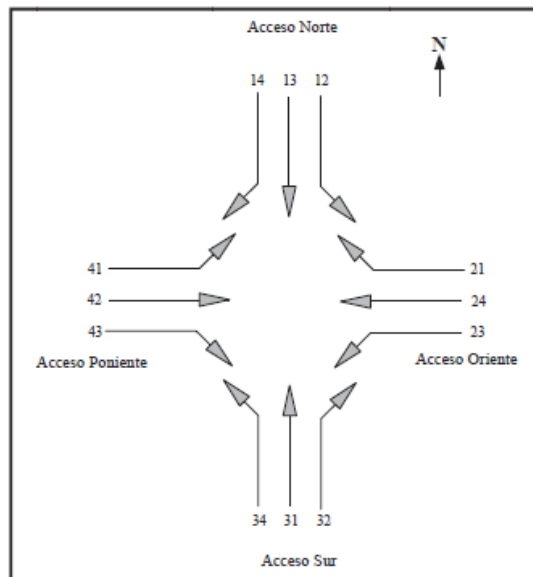 Acceso Norte
N
14 13 12
41
21
42
24
43
23
Acceso Poniente
Acceso Oriente
34 31 32
Acceso Sur